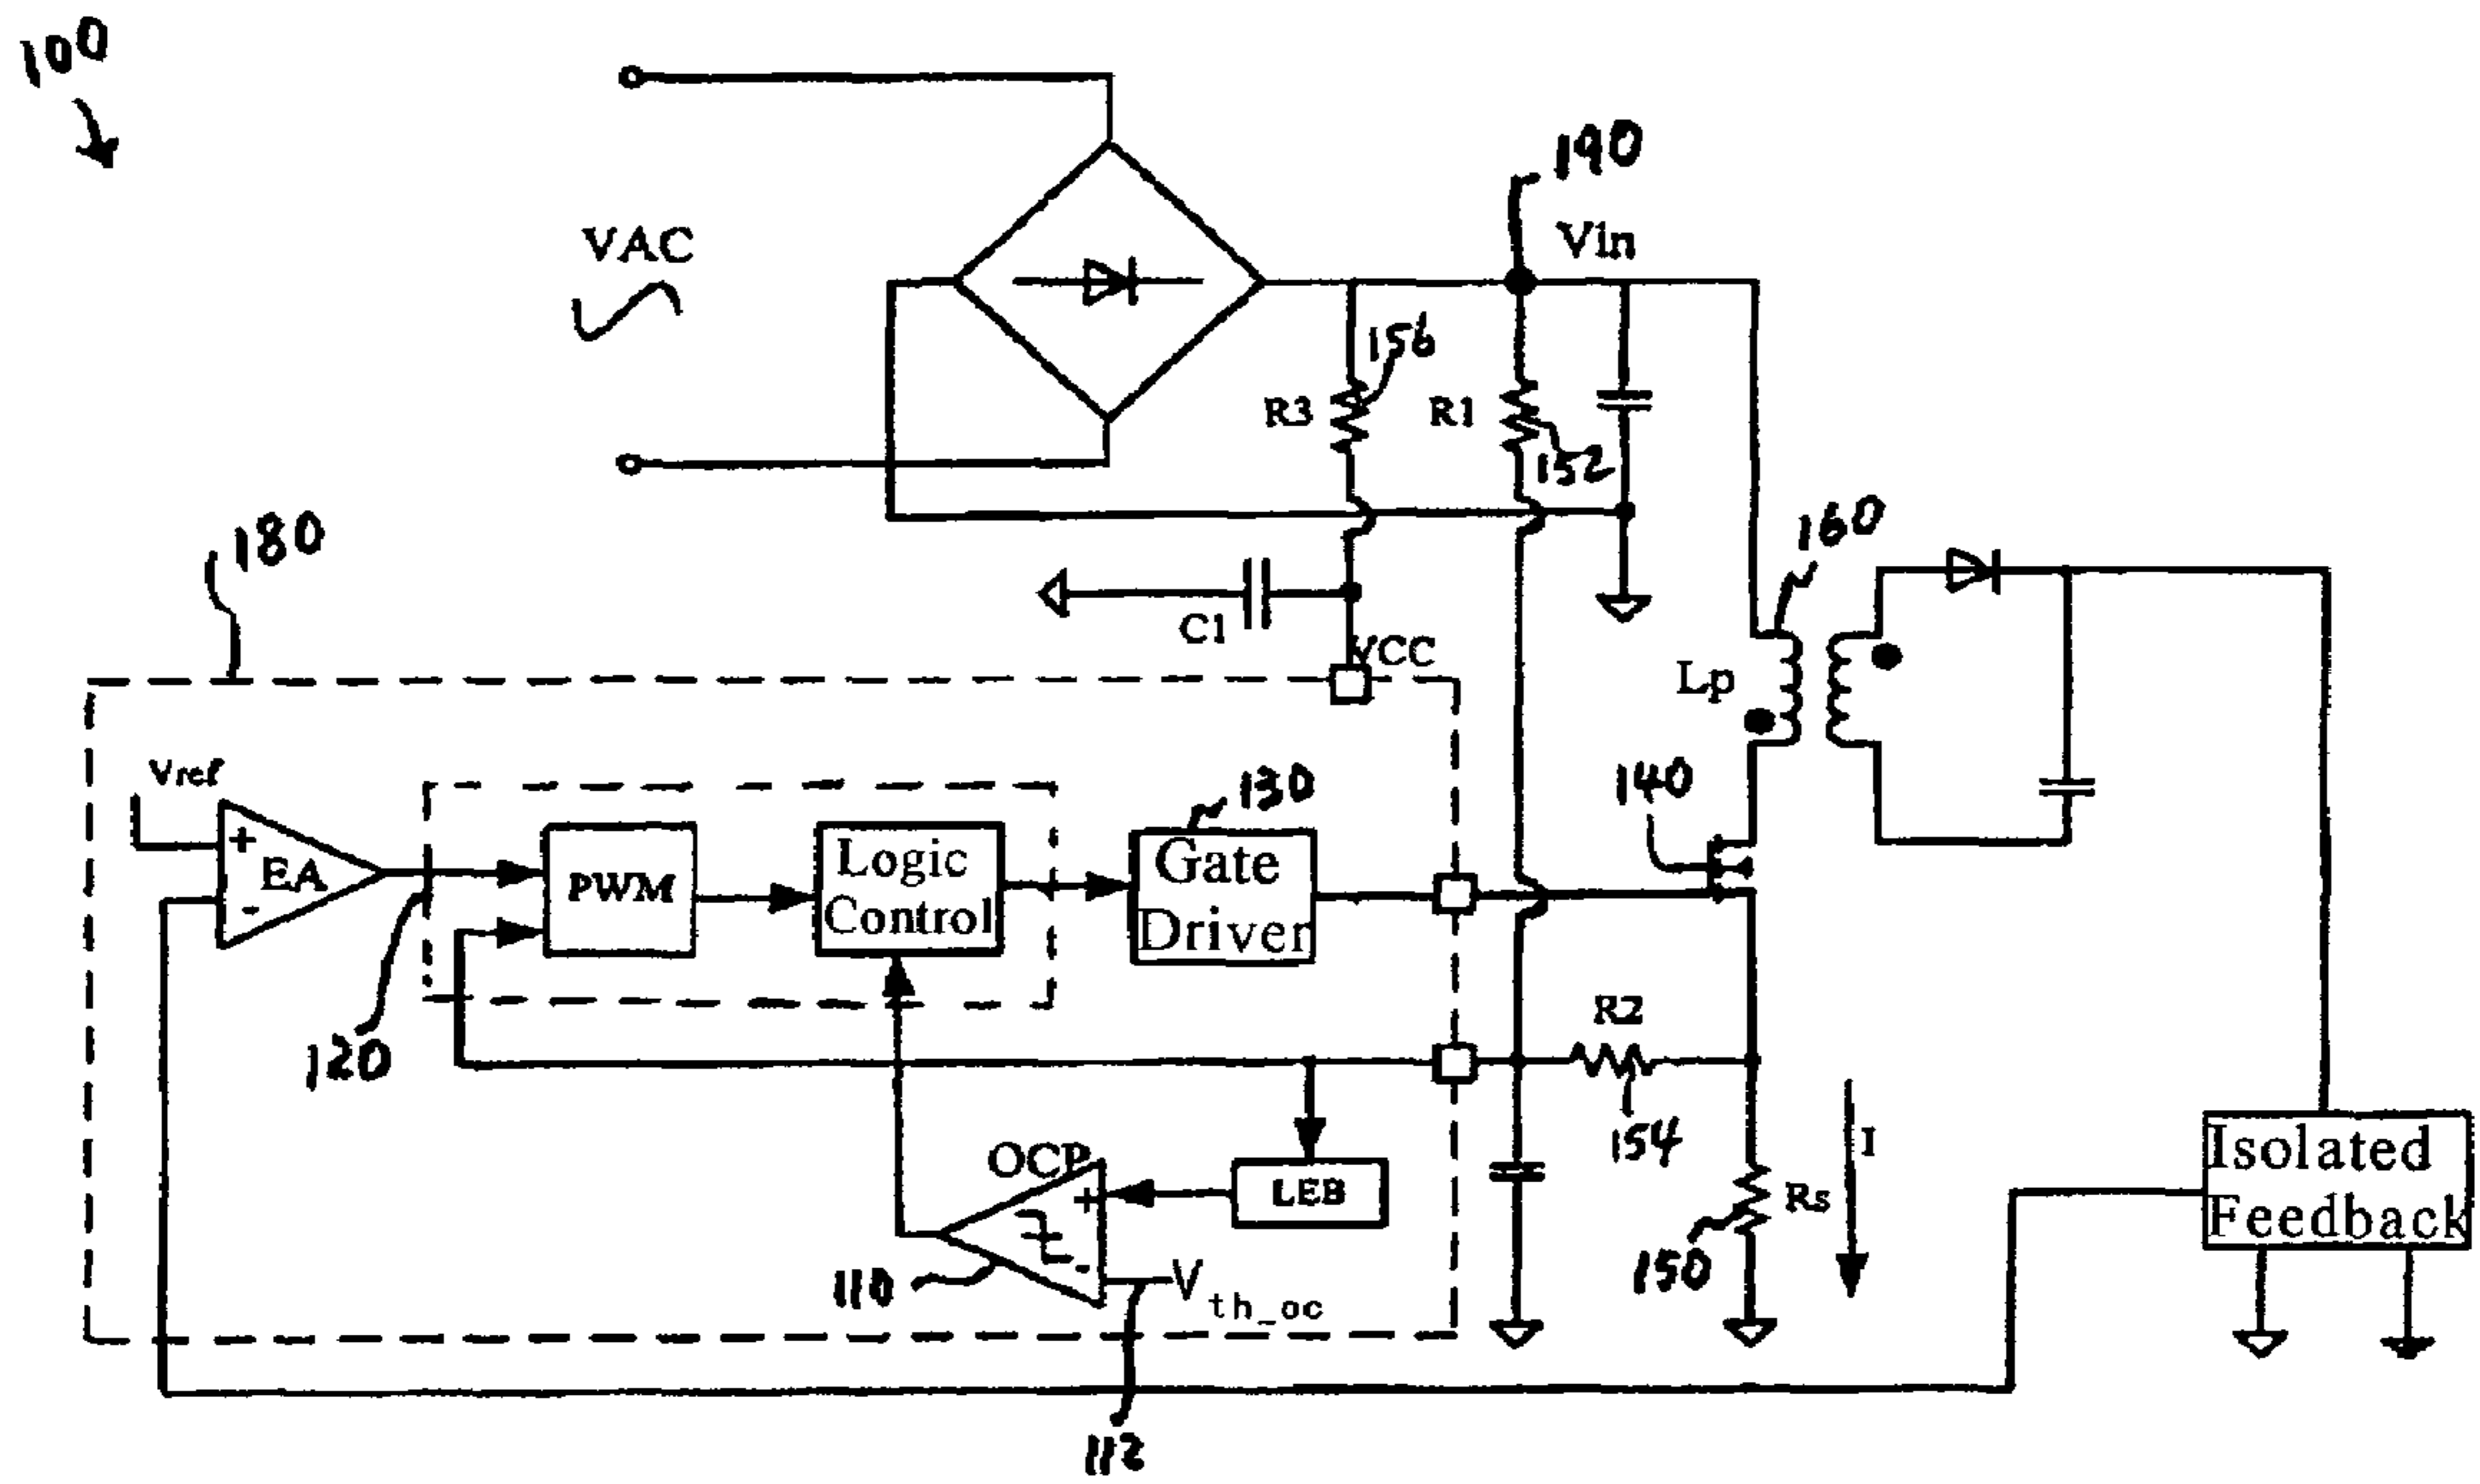 100
190
Vin
VAC
156
R3
R1
152
180
160
C1
VCC
Lp
Vref
130
140
+
EA
-
PWM
Logic
Control
Gate
Driver
R2
120
154
OCP
LEB
+
-
I
Rs
Isolated
Feedback
110
Vth_oc
150
112